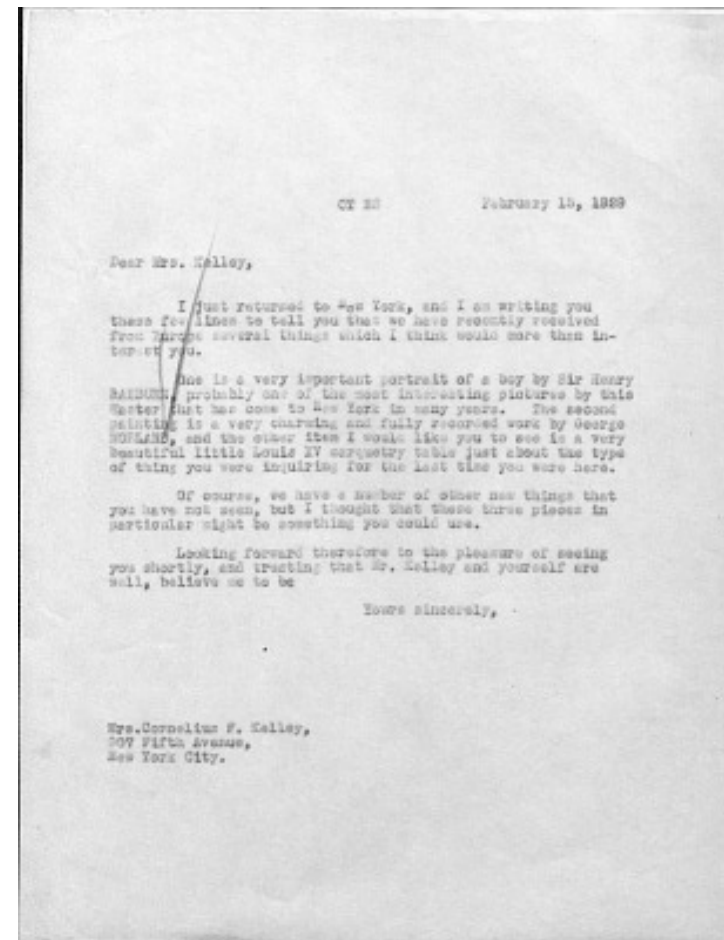 CT February 15, 1929
Dear Mrs. Kelley,
I just returned to New York, and I am writing you
these few lines to tell you that we have recently received
from Europe several things which I think would more than in-
terest you.
One is a very important portrait of a boy by Sir Henry
RAEBURN, probably one of the most interesting pictures by this
Master that has come to New York in many years. The second
painting is a very charming and fully recorded work by George
and the other item I would like you to see is a very
beautiful little Louis XV marquetry table just about the type
of thing you were inquiring for the last time you were here.
Of course, we have a number of other new things that
you have not seen, but I thought that these three pieces in
particular might be something you could use.
Looking forward therefore to the pleasure of seeing
you shortly, and trusting that Mr. Kelley and yourself are
well, believe me to be
Yours sincerely,
Mrs.Cornelius F. Kelley,
907 Fifth Avenue,
New York City.